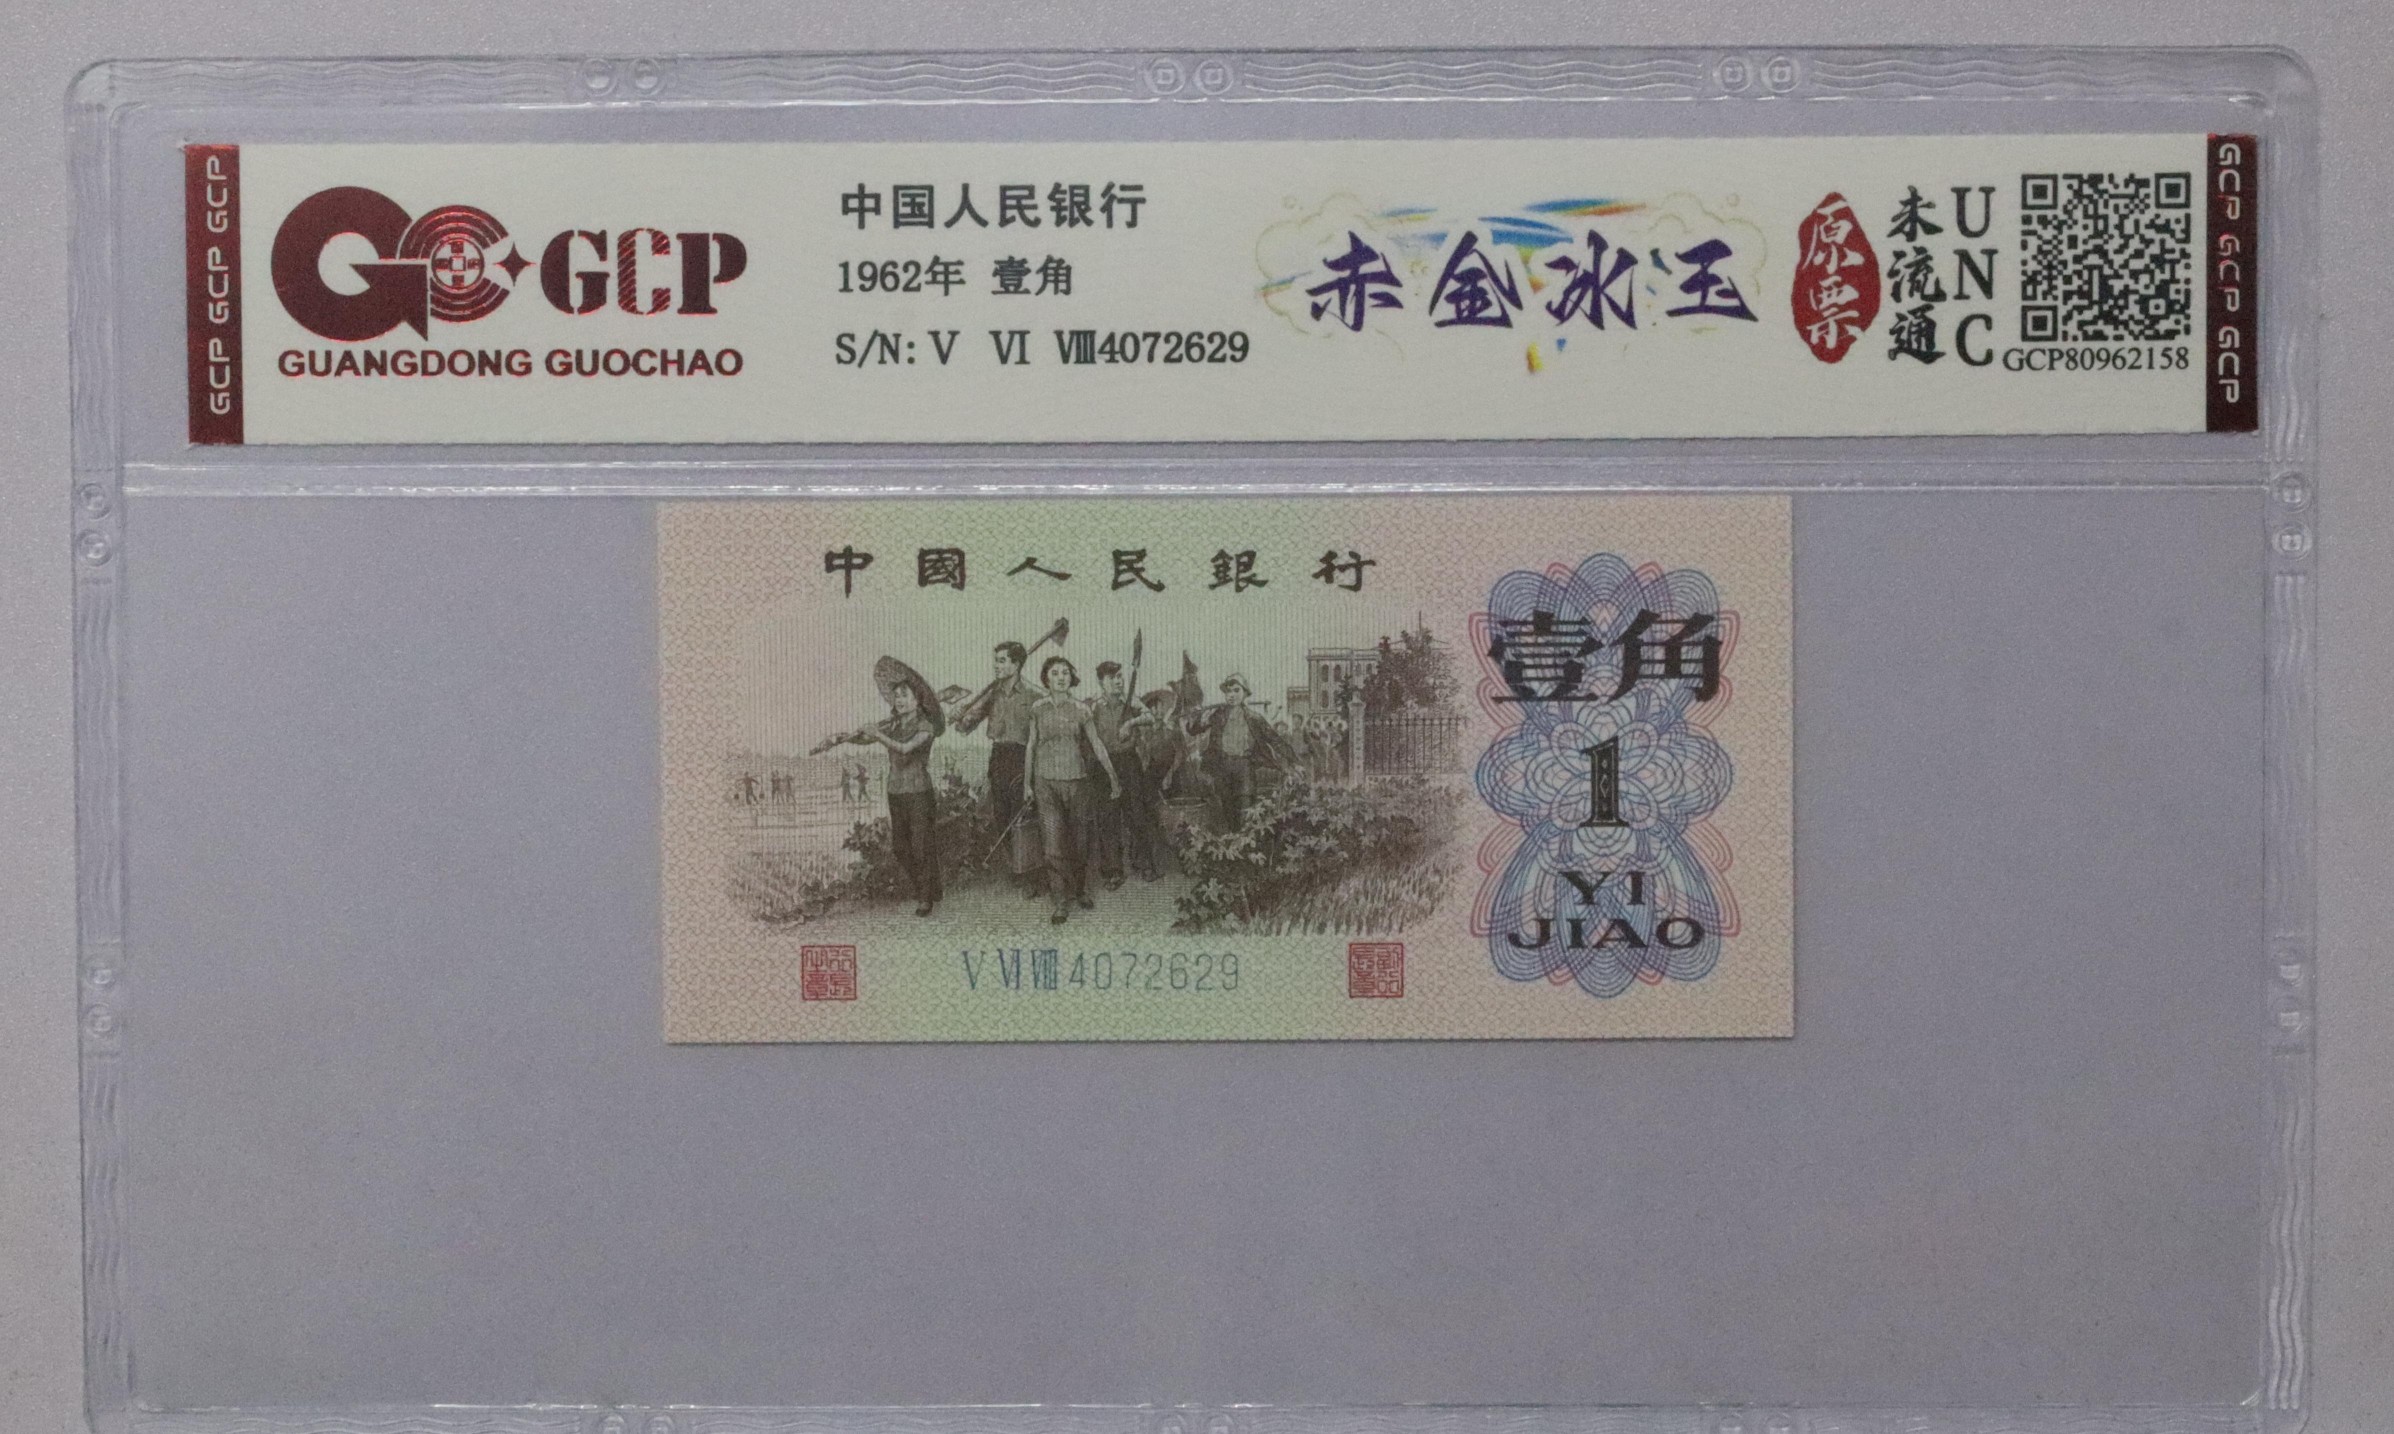 GCP GCP GCP
GCP
GUANGDONG GUOCHAO
中国人民银行
1962年 壹角
S/N: Ⅴ Ⅵ Ⅷ4072629
赤金冰玉
原票
未流通
UNC
GCP80962158
GCP GCP GCP
中國人民銀行
壹角
1
YI
JIAO
Ⅴ Ⅵ Ⅷ 4072629